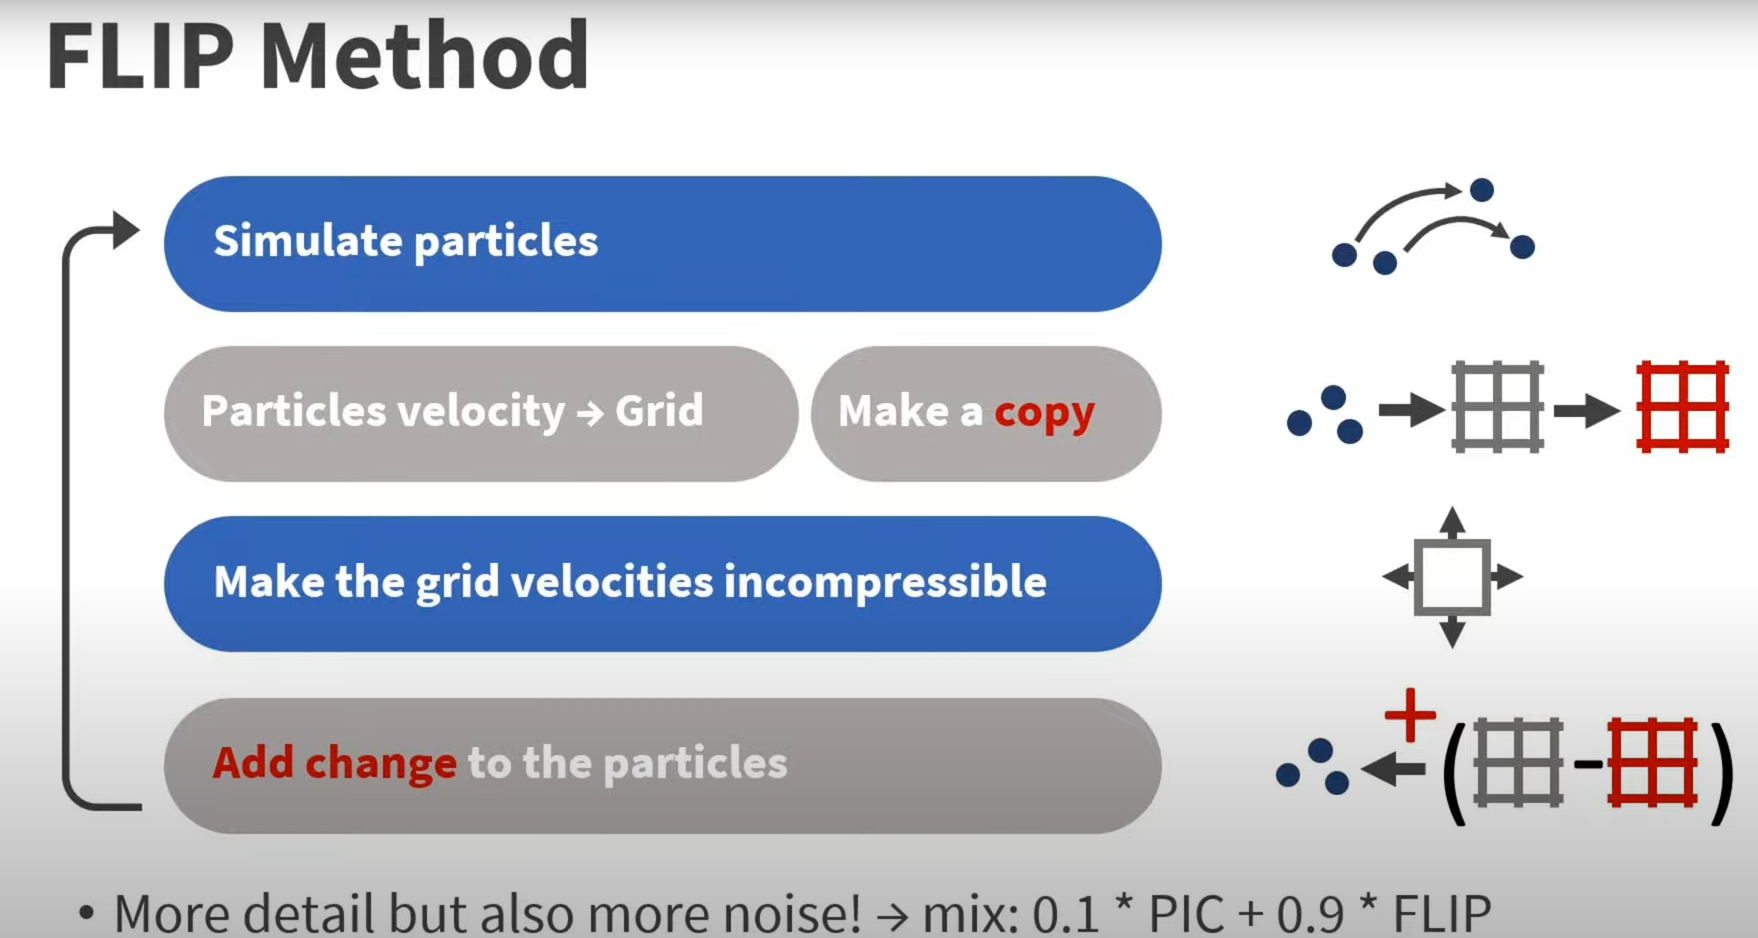 FLIP Method
Simulate particles
Particles velocity → Grid
Make a copy
Make the grid velocities incompressible
Add change to the particles
• More detail but also more noise! → mix: 0.1 * PIC + 0.9 * FLIP